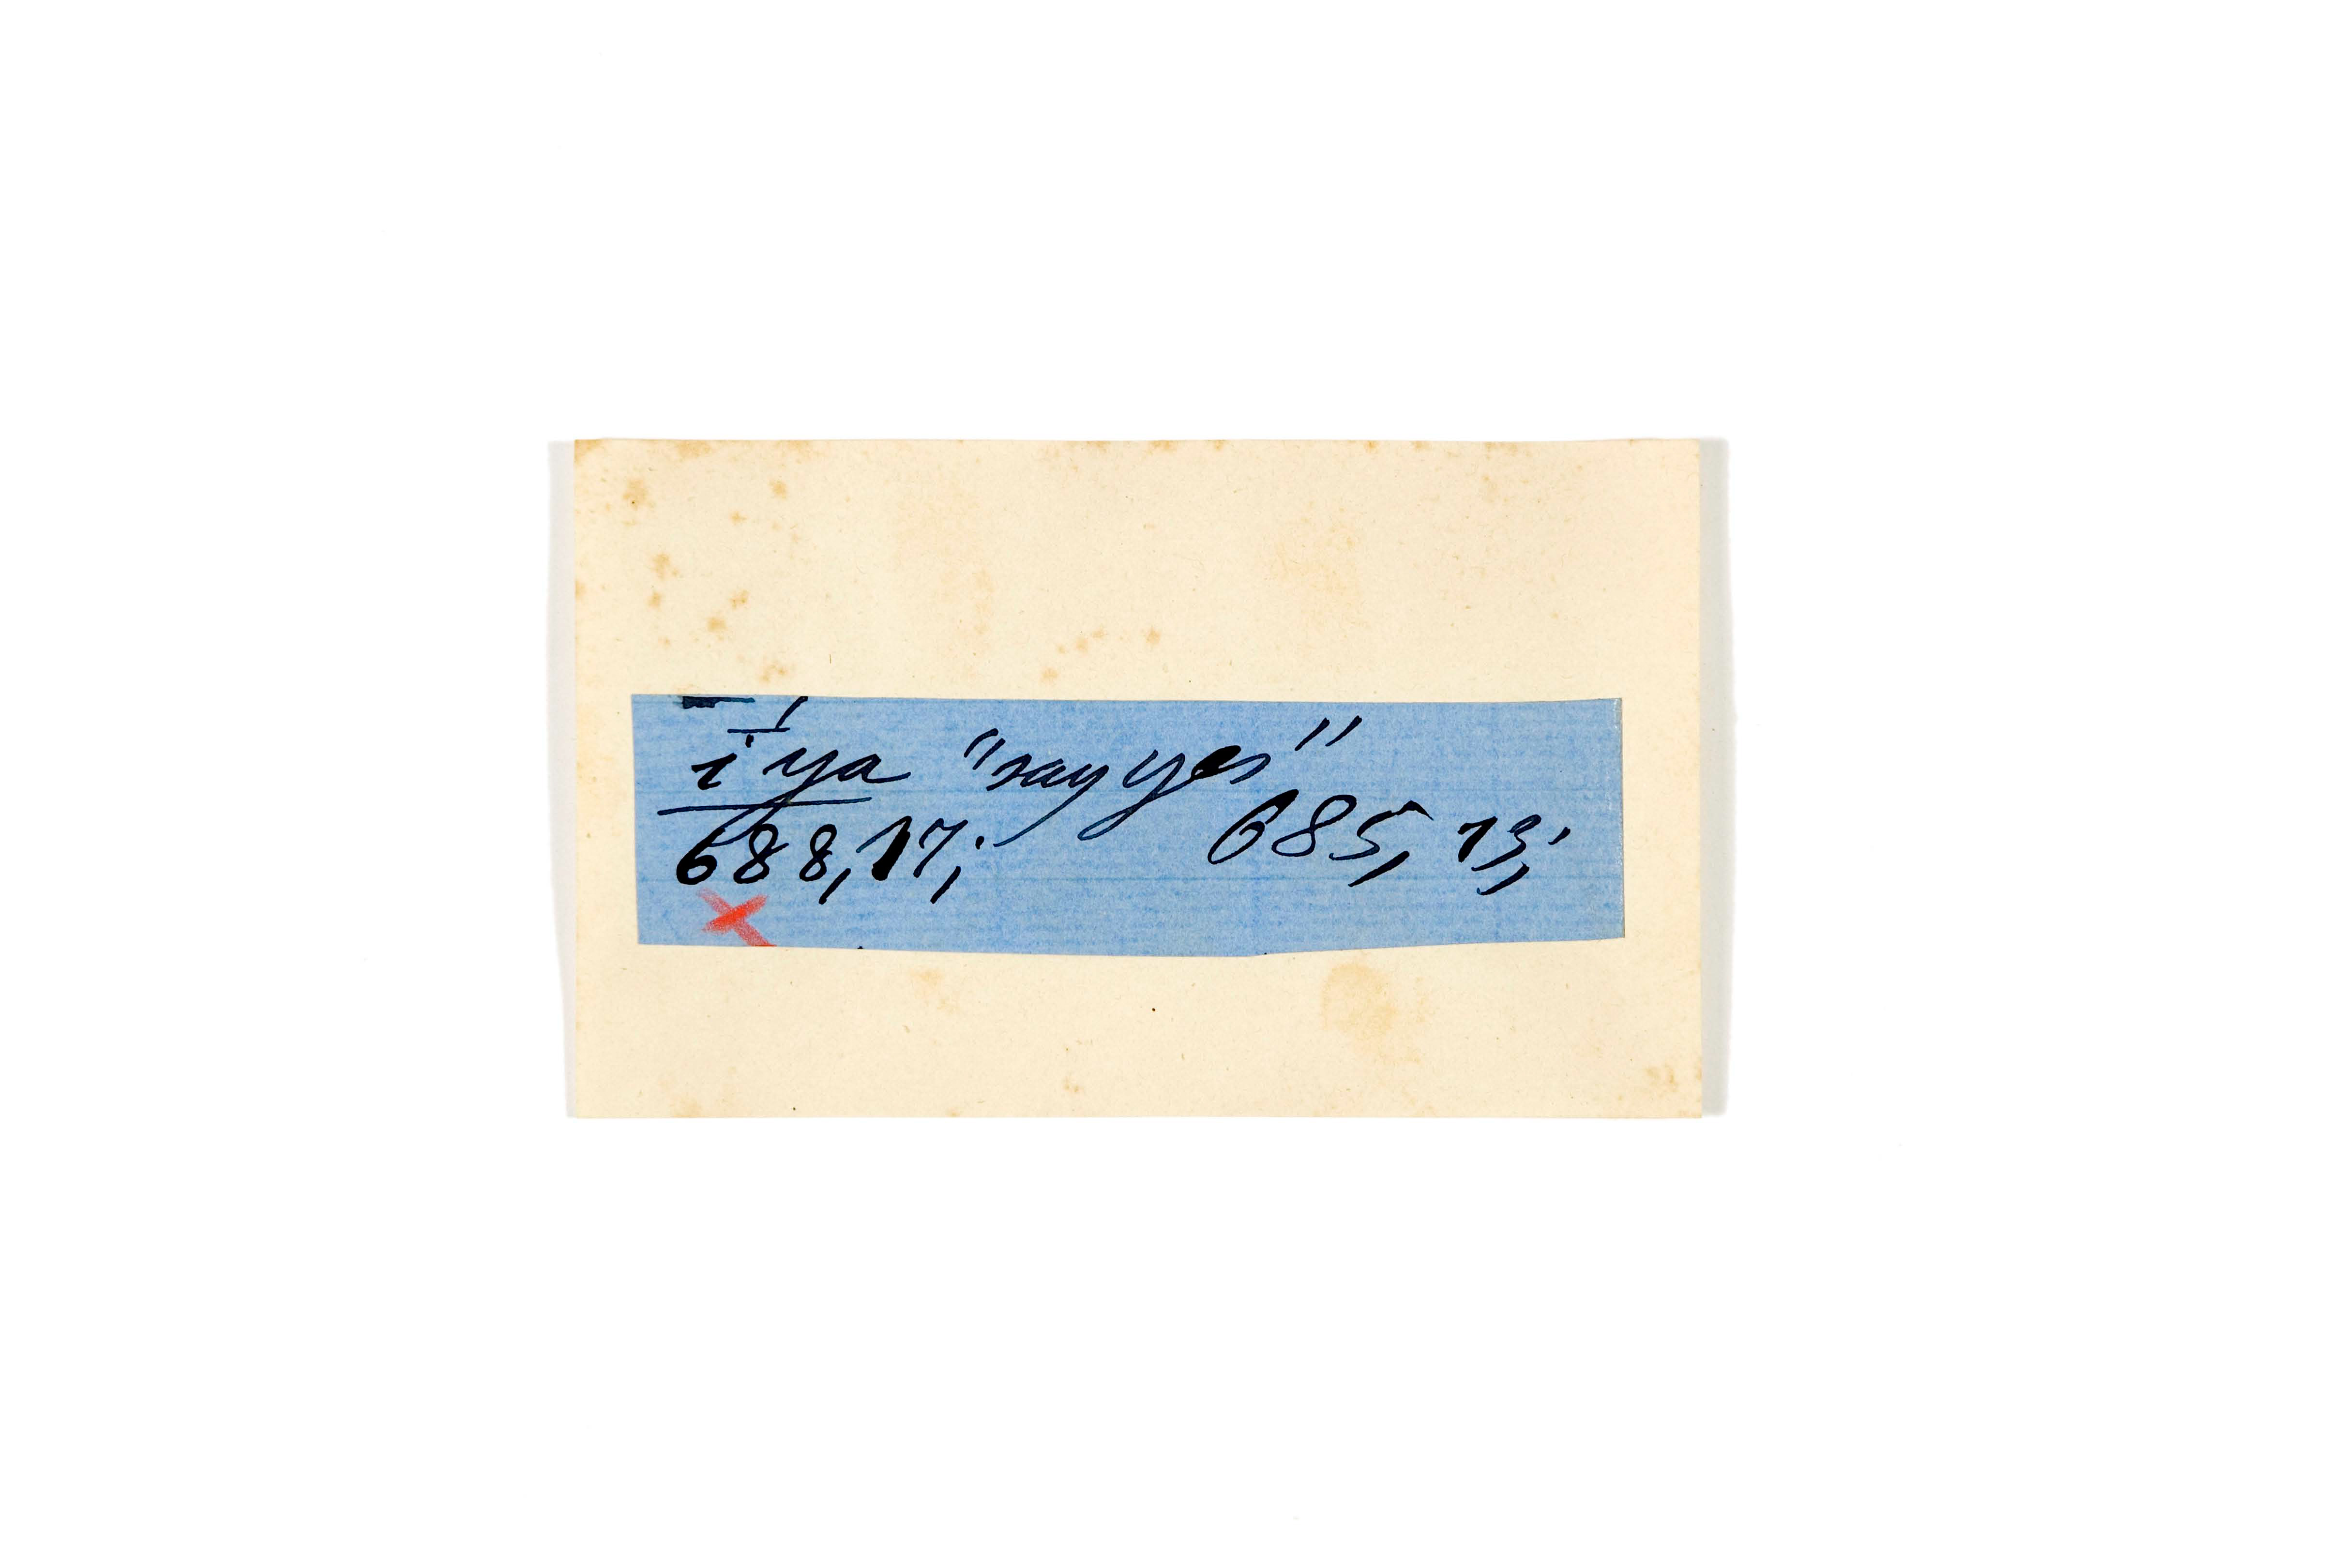 ī ya "say yes"
685, 13;
688, 17;